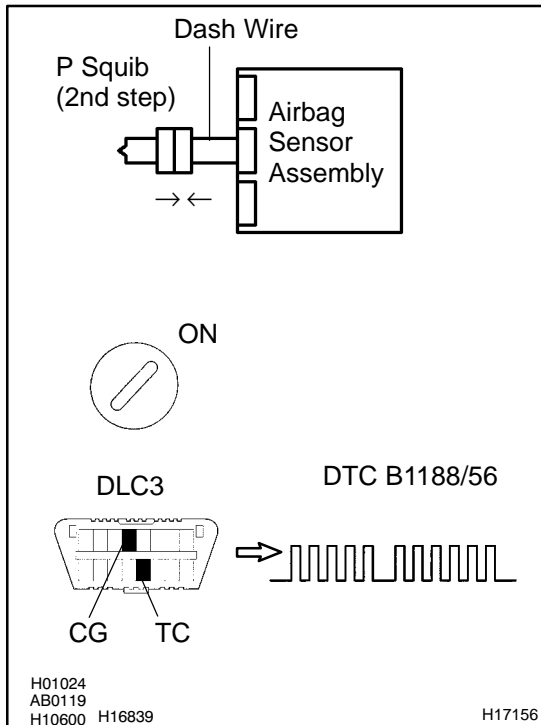 Dash Wire
P Squib
(2nd step)
Airbag
Sensor
Assembly
ON
DLC3
DTC B1188/56
CG
TC
H01024
AB0119
H10600 H16839
H17156